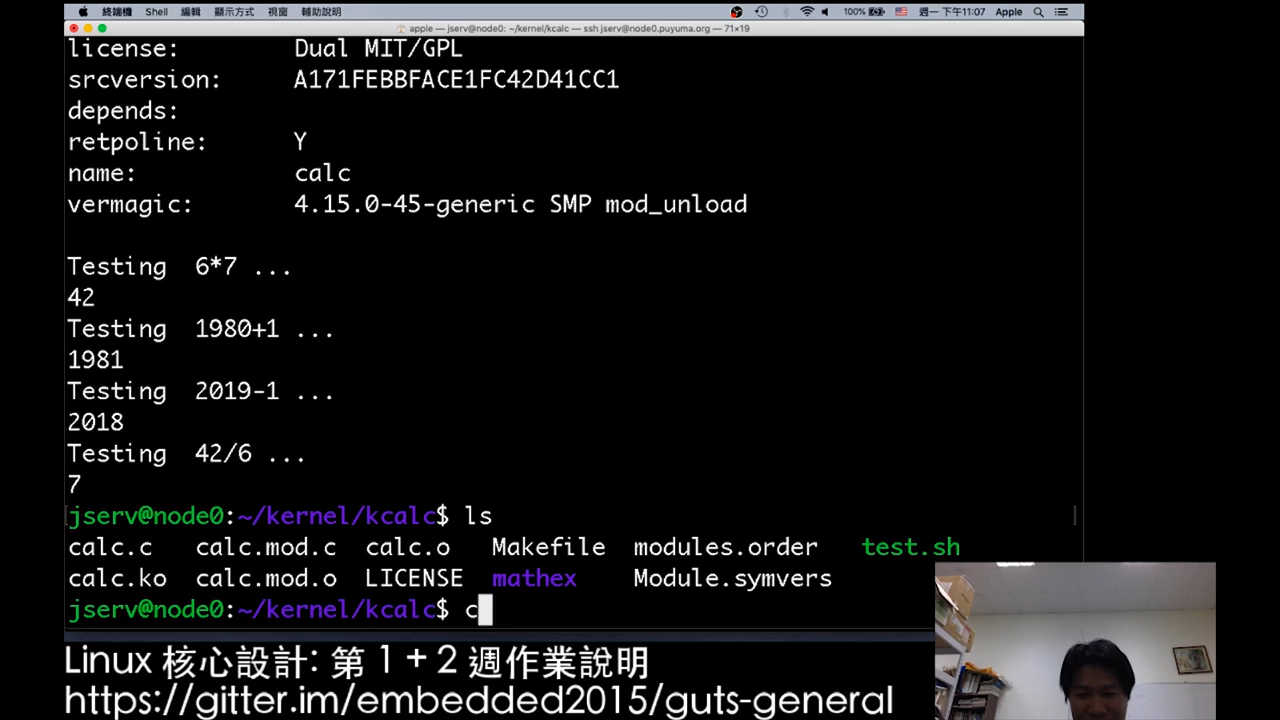 終端機 Shell 編輯 顯示方式 視窗 輔助說明 100% 週一 下午11:07 Apple
apple — jserv@node0: ~/kernel/kcalc — ssh jserv@node0.puyuma.org — 71×19
license: Dual MIT/GPL
srcversion: A171FEBBFACE1FC42D41CC1
depends:
retpoline: Y
name: calc
vermagic: 4.15.0-45-generic SMP mod_unload
Testing 6*7 ...
42
Testing 1980+1 ...
1981
Testing 2019-1 ...
2018
Testing 42/6 ...
7
jserv@node0:~/kernel/kcalc$ ls
calc.c calc.mod.c calc.o Makefile modules.order test.sh
calc.ko calc.mod.o LICENSE mathex Module.symvers
jserv@node0:~/kernel/kcalc$ c
Linux 核心設計: 第 1 + 2 週作業說明
https://gitter.im/embedded2015/guts-general